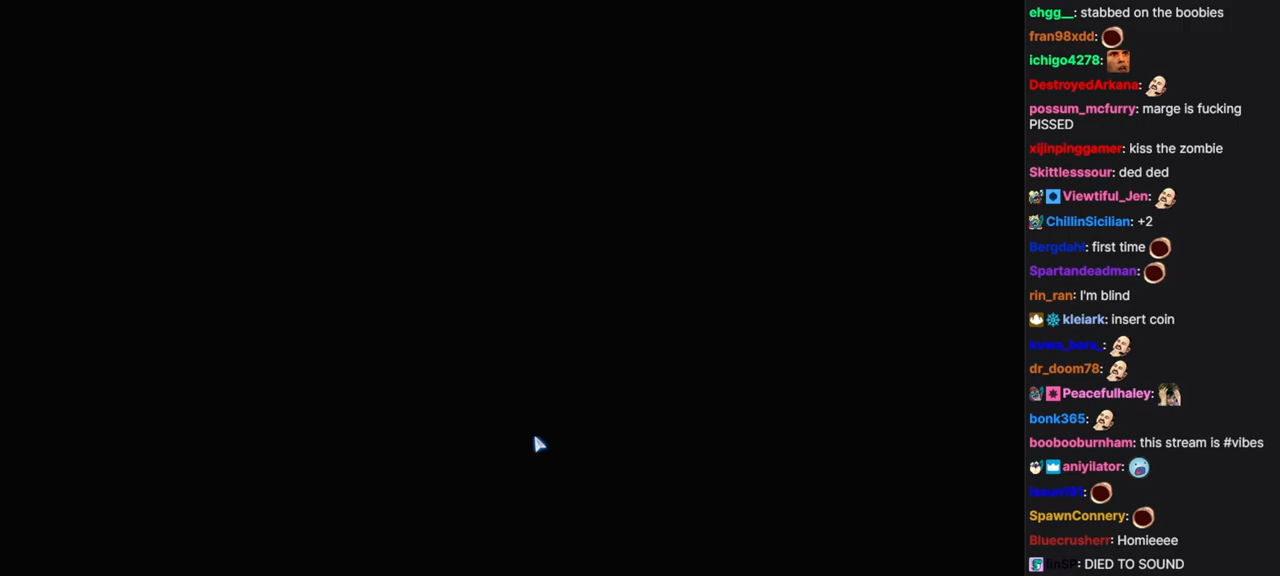 ehgg__: stabbed on the boobies
fran98xdd:
ichigo4278:
DestroyedArkana:
possum_mcfurry: marge is fucking
PISSED
xijinpinggamer: kiss the zombie
Skittlesssour: ded ded
Viewtiful_Jen:
ChillinSicilian: +2
Bergdahl: first time
Spartandeadman:
rin_ran: I'm blind
kleiark: insert coin
kuwa_bara_:
dr_doom78:
Peacefulhaley:
bonk365:
boobooburnham: this stream is #vibes
aniyilator:
SpawnConnery:
Bluecrusherr: Homieeee
: DIED TO SOUND